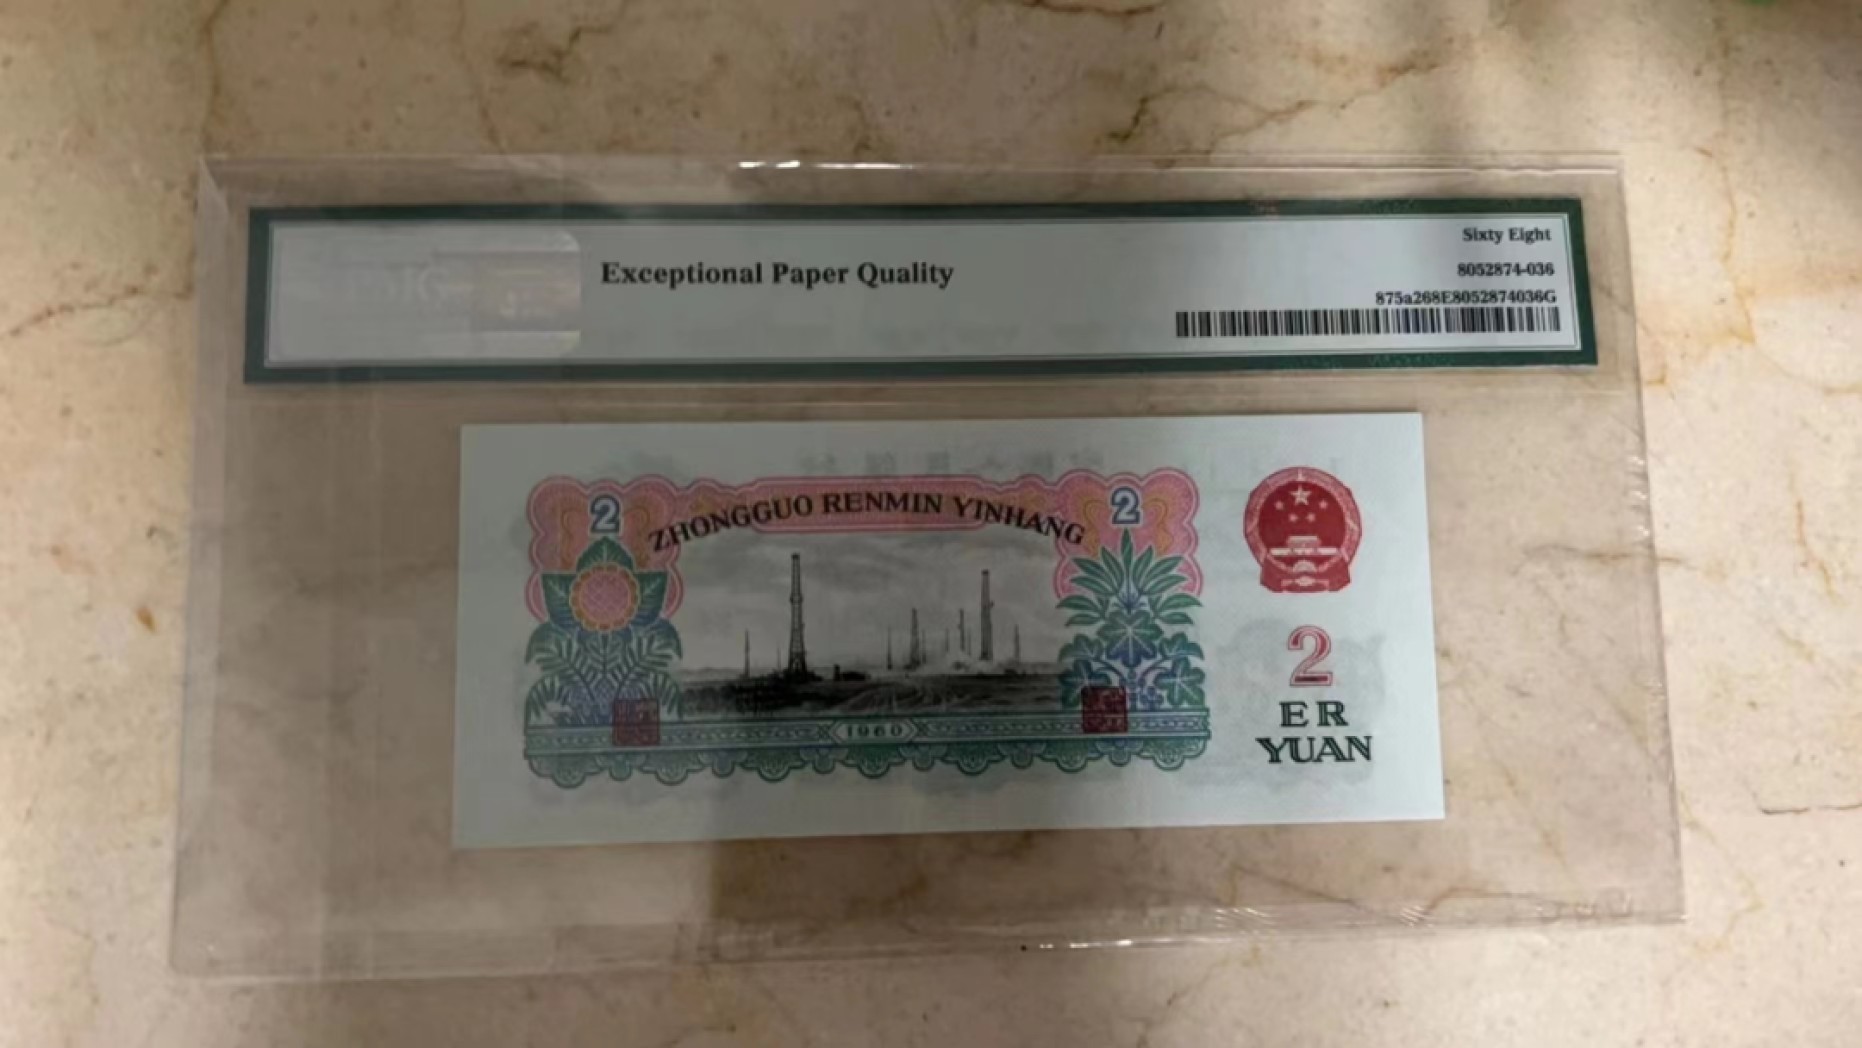 Sixty Eight
Exceptional Paper Quality
8052874-036
875a268E8052874036G
2
ZHONGGUO RENMIN YINHANG
2
2
ER
YUAN
1960